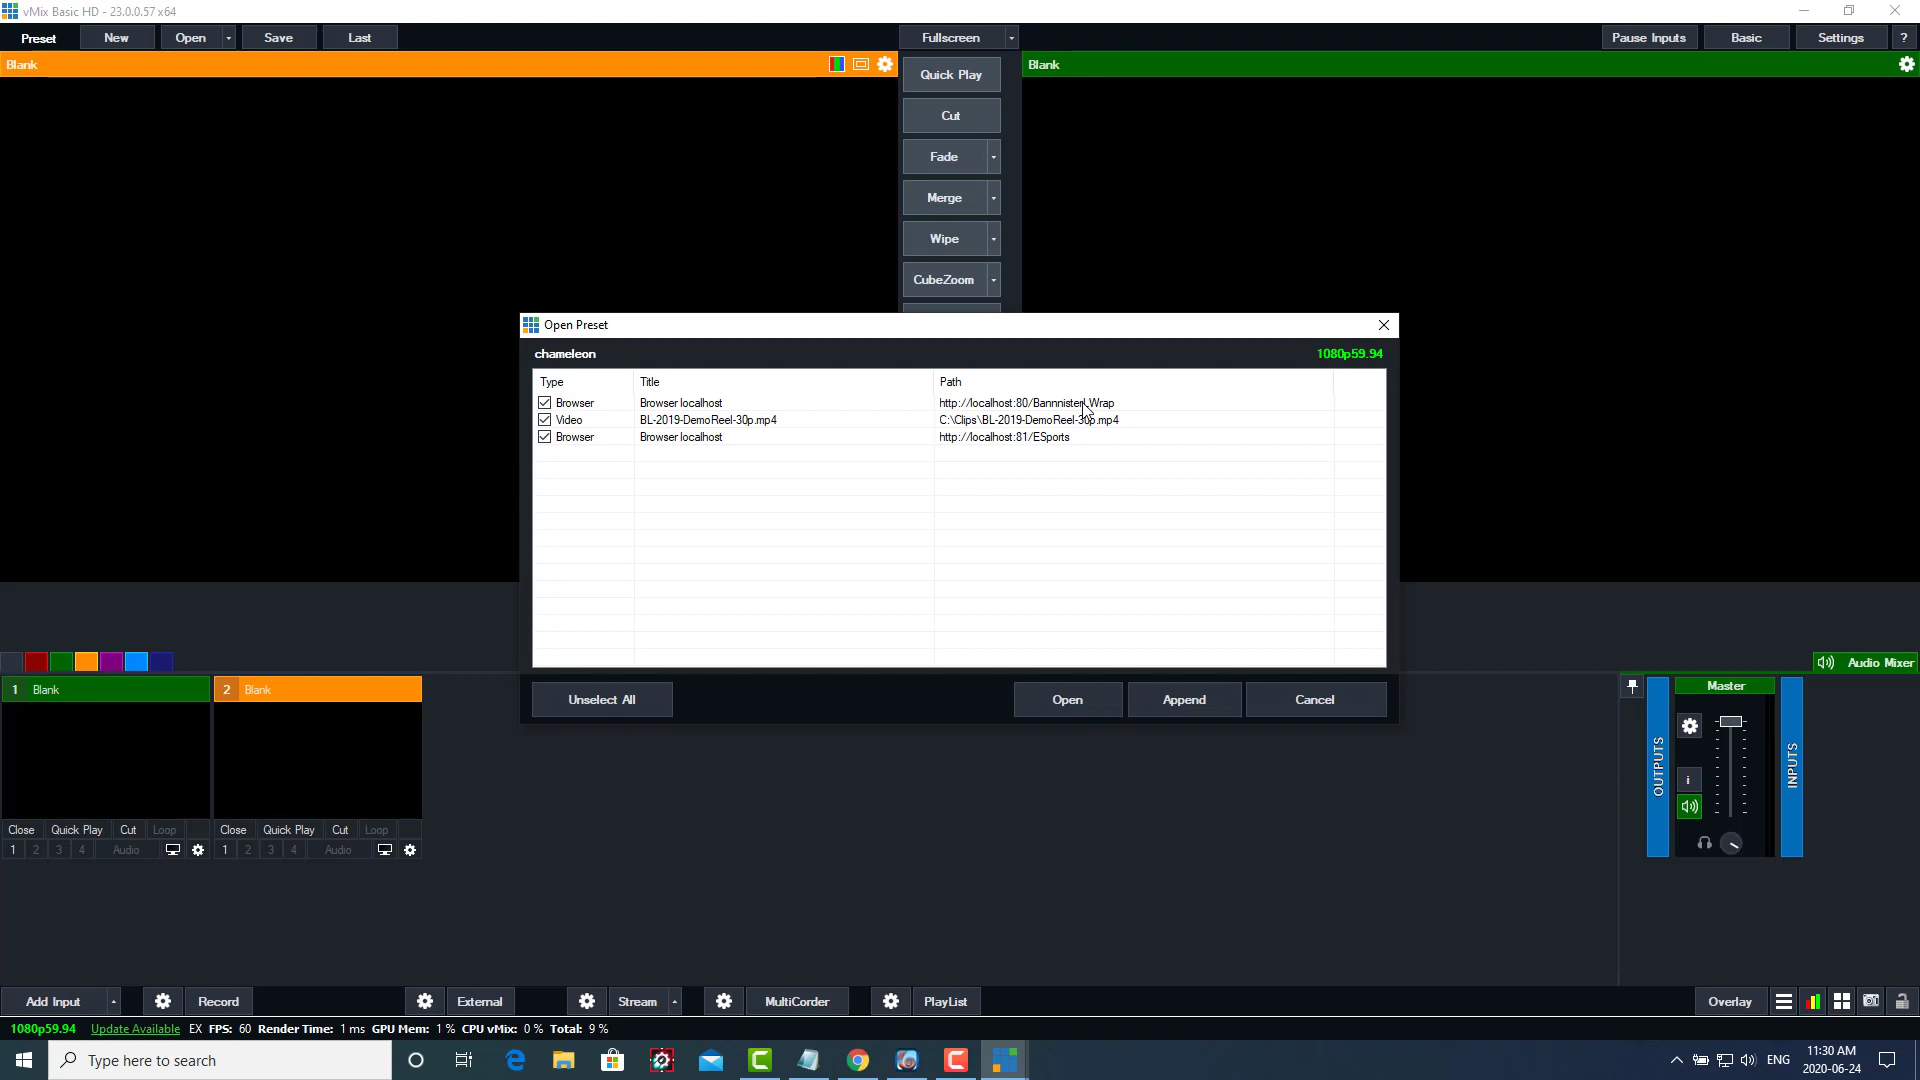 vMix Basic HD - 23.0.0.57 x64
Preset New Open Save Last Fullscreen Pause Inputs Basic Settings ?
Blank
Blank
Quick Play
Cut
Fade
Merge
Wipe
CubeZoom
Open Preset
chameleon 1080p59.94
Type Title Path
Browser Browser localhost
Video BL-2019-DemoReel-30p.mp4 C:\Clips\BL-2019-DemoReel-30p.mp4
Browser Browser localhost http://localhost:81/ESports
Unselect All Open Append Cancel
Audio Mixer
1 Blank 2 Blank
Master
OUTPUTS
INPUTS
i
Close Quick Play Cut Loop Close Quick Play Cut Loop
1 2 3 4 Audio 1 2 3 4 Audio
Add Input Record External Stream MultiCorder PlayList Overlay
1080p59.94 Update Available EX FPS: 60 Render Time: 1 ms GPU Mem: 1 % CPU vMix: 0 % Total: 9 %
Type here to search
ENG
11:30 AM
2020-06-24